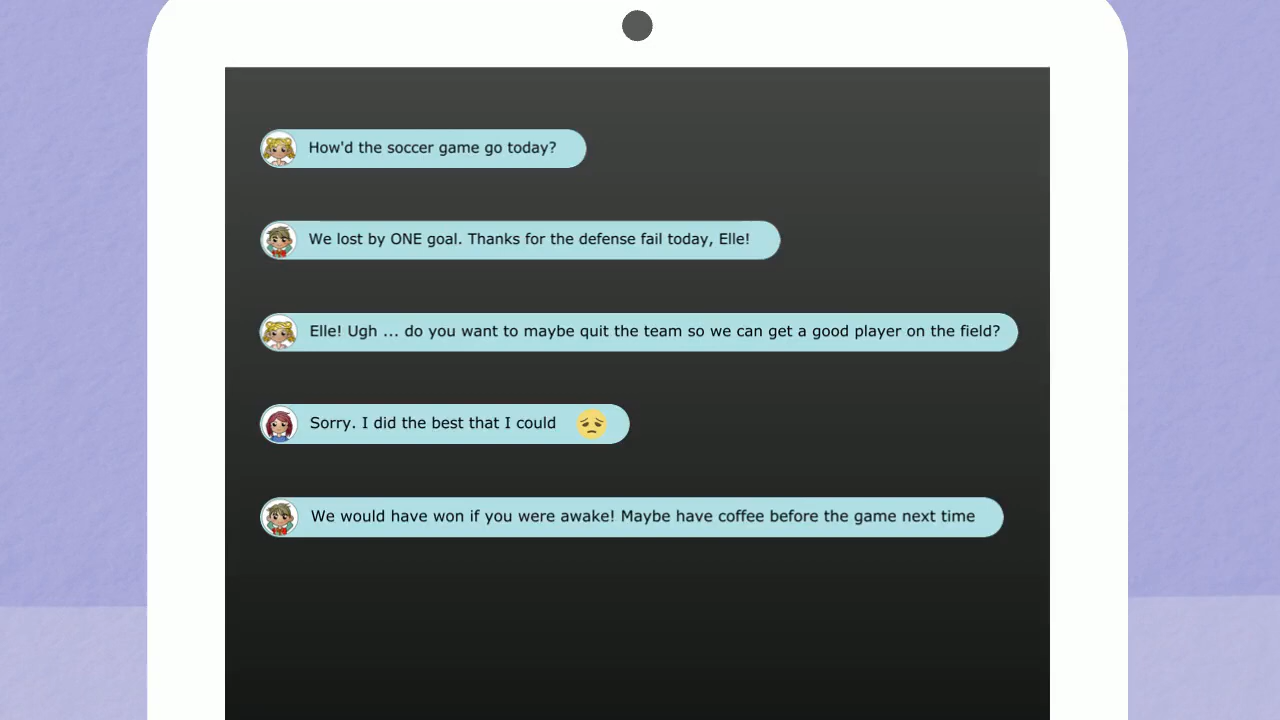 How'd the soccer game go today?
We lost by ONE goal. Thanks for the defense fail today, Elle!
Elle! Ugh ... do you want to maybe quit the team so we can get a good player on the field?
Sorry. I did the best that I could
We would have won if you were awake! Maybe have coffee before the game next time